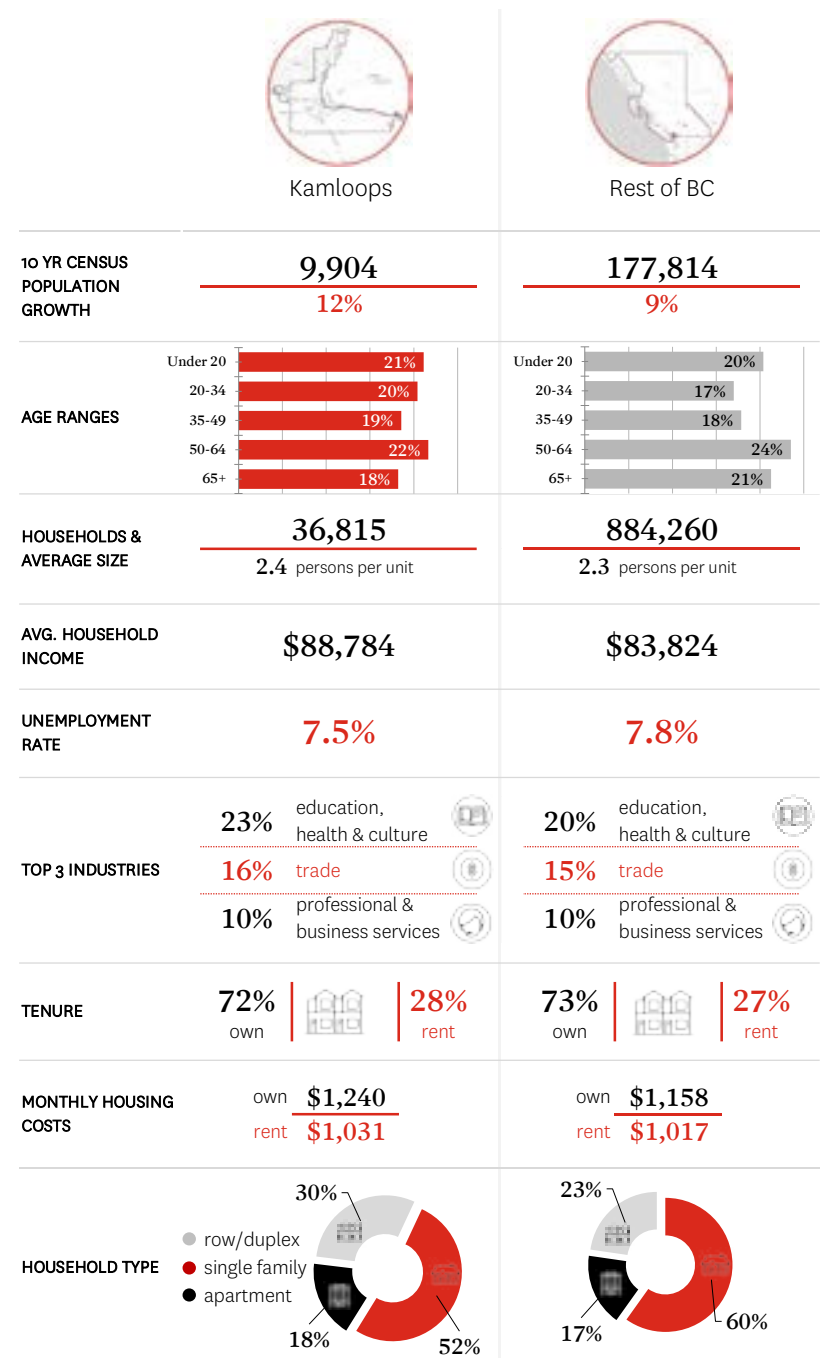 Kamloops
Rest of BC
10 YR CENSUS
POPULATION
GROWTH
9,904
12%
177,814
9%
AGE RANGES
Under 20 21%
20-34 20%
35-49 19%
50-64 22%
65+ 18%
Under 20 20%
20-34 17%
35-49 18%
50-64 24%
65+ 21%
HOUSEHOLDS &
AVERAGE SIZE
36,815
2.4 persons per unit
884,260
2.3 persons per unit
AVG. HOUSEHOLD
INCOME
$88,784
$83,824
UNEMPLOYMENT
RATE
7.5%
7.8%
TOP 3 INDUSTRIES
23% education,
health & culture
16% trade
10% professional &
business services
20% education,
health & culture
15% trade
10% professional &
business services
TENURE
72%
own
28%
rent
73%
own
27%
rent
MONTHLY HOUSING
COSTS
own $1,240
rent $1,031
own $1,158
rent $1,017
HOUSEHOLD TYPE
row/duplex
single family
apartment
30%
18%
52%
23%
17%
60%